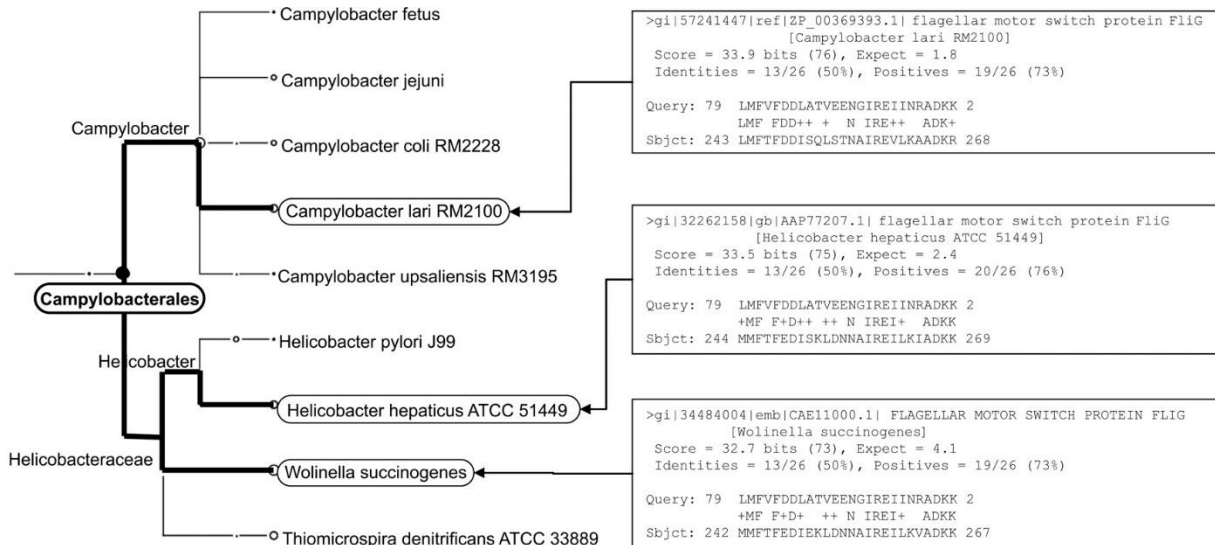 Campylobacter fetus
Campylobacter jejuni
Campylobacter
Campylobacter coli RM2228
Campylobacter lari RM2100
Campylobacter upsaliensis RM3195
Campylobacterales
Helicobacter pylori J99
Helicobacter
Helicobacter hepaticus ATCC 51449
Helicobacteraceae
Wolinella succinogenes
Thiomicrospira denitrificans ATCC 33889
>gi|57241447|ref|ZP_00369393.1| flagellar motor switch protein FliG
[Campylobacter lari RM2100]
Score = 33.9 bits (76), Expect = 1.8
Identities = 13/26 (50%), Positives = 19/26 (73%)
Query: 79 LMFVFDDLATVEENGIREIINRADKK 2
LMF FDD++ + N IRE++ ADK+
Sbjct: 243 LMFTFDDISQLSTNAIREVLKAADKR 268
>gi|32262158|gb|AAP77207.1| flagellar motor switch protein FliG
[Helicobacter hepaticus ATCC 51449]
Score = 33.5 bits (75), Expect = 2.4
Identities = 13/26 (50%), Positives = 20/26 (76%)
Query: 79 LMFVFDDLATVEENGIREIINRADKK 2
+MF F+D++ ++ N IREI+ ADKK
Sbjct: 244 MMFTFEDISKLDNNAIREILKIADKK 269
>gi|34484004|emb|CAE11000.1| FLAGELLAR MOTOR SWITCH PROTEIN FLIG
[Wolinella succinogenes]
Score = 32.7 bits (73), Expect = 4.1
Identities = 13/26 (50%), Positives = 19/26 (73%)
Query: 79 LMFVFDDLATVEENGIREIINRADKK 2
+MF F+D+ ++ N IREI+ ADKK
Sbjct: 242 MMFTFEDIEKLDNNAIREILKVADKK 267